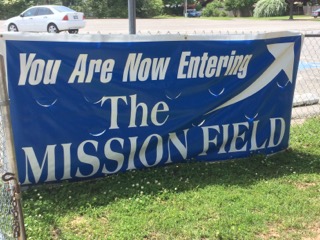 You Are Now Entering
The
MISSION FIELD